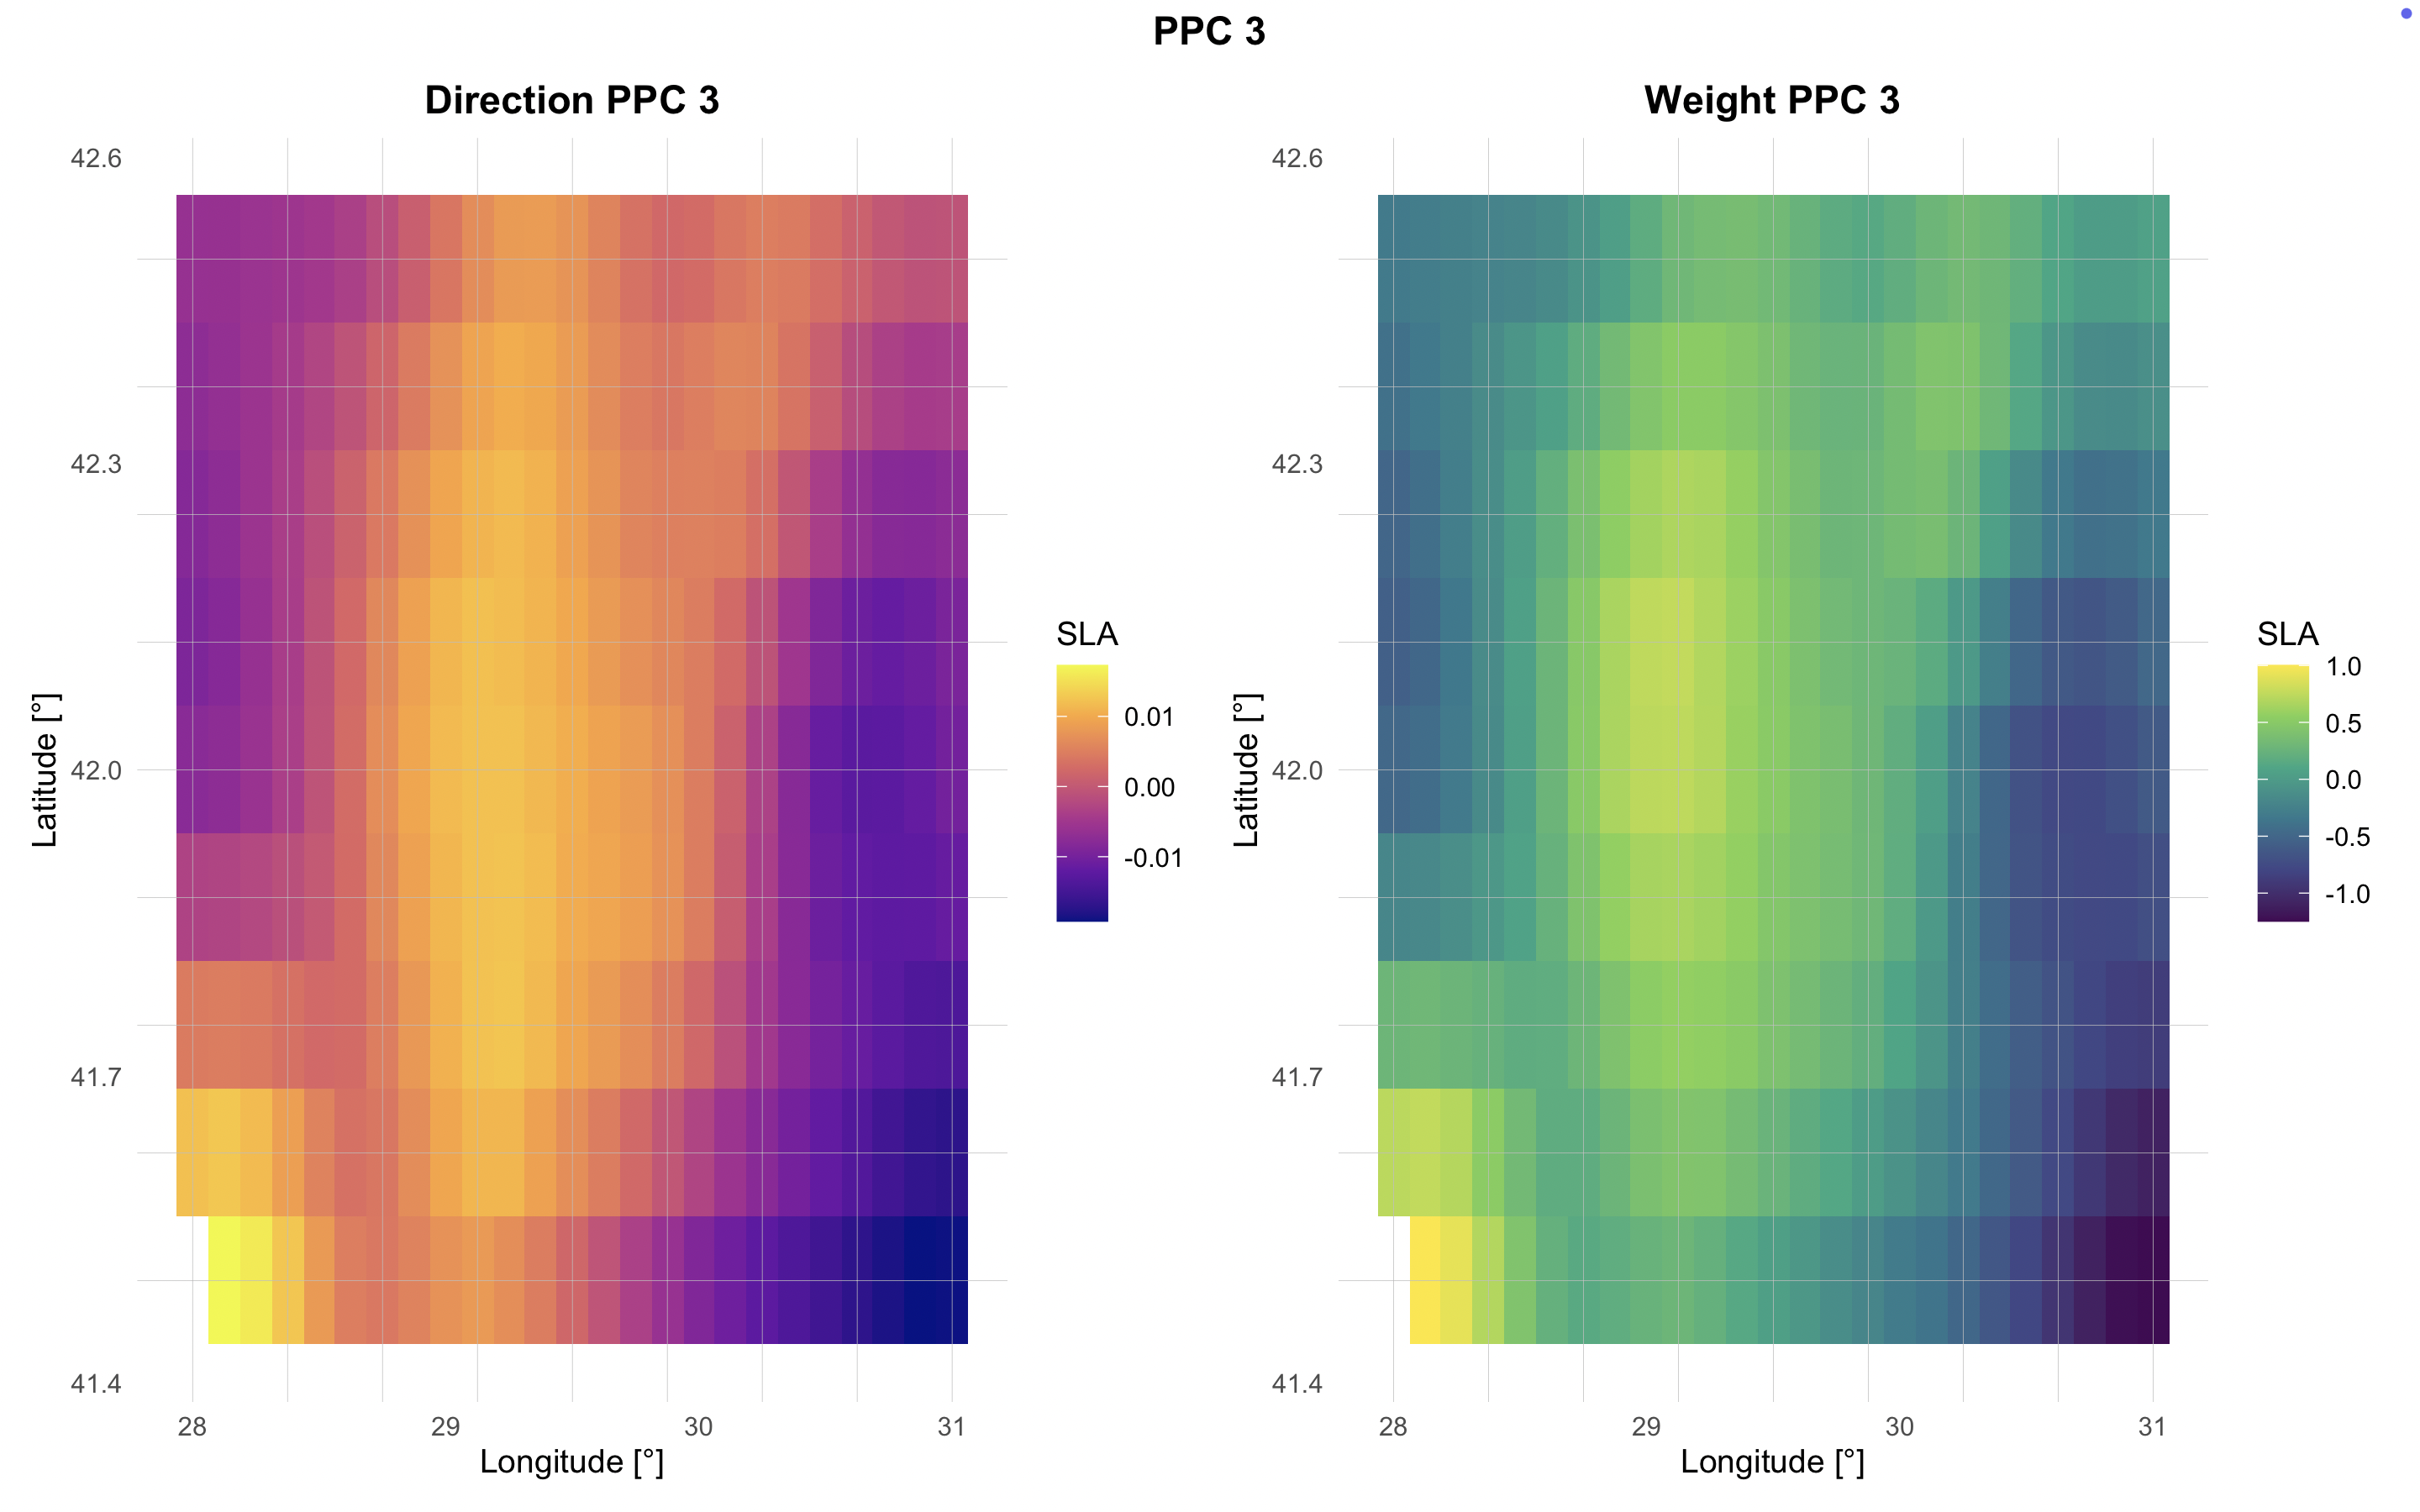 PPC 3
Direction PPC 3
42.6
42.3
42.0
41.7
41.4
Latitude [°]
28 29 30 31
Longitude [°]
SLA
0.01
0.00
-0.01
Weight PPC 3
42.6
42.3
42.0
41.7
41.4
Latitude [°]
28 29 30 31
Longitude [°]
SLA
1.0
0.5
0.0
-0.5
-1.0